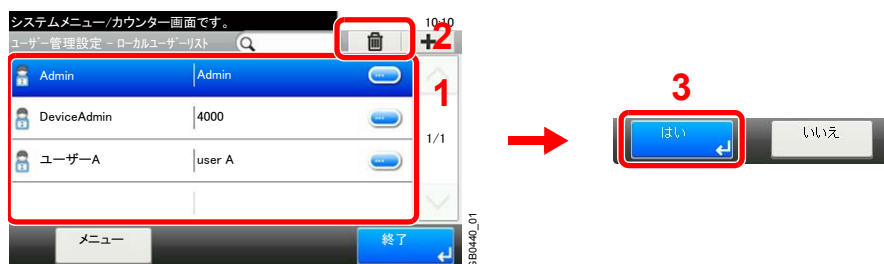 システムメニュー/カウンター画面です。
10:10
ユーザー管理設定 - ローカルユーザーリスト
2
Admin Admin
1
DeviceAdmin 4000
1/1
ユーザーA user A
メニュー 終了
GB0440_01
3
はい いいえ